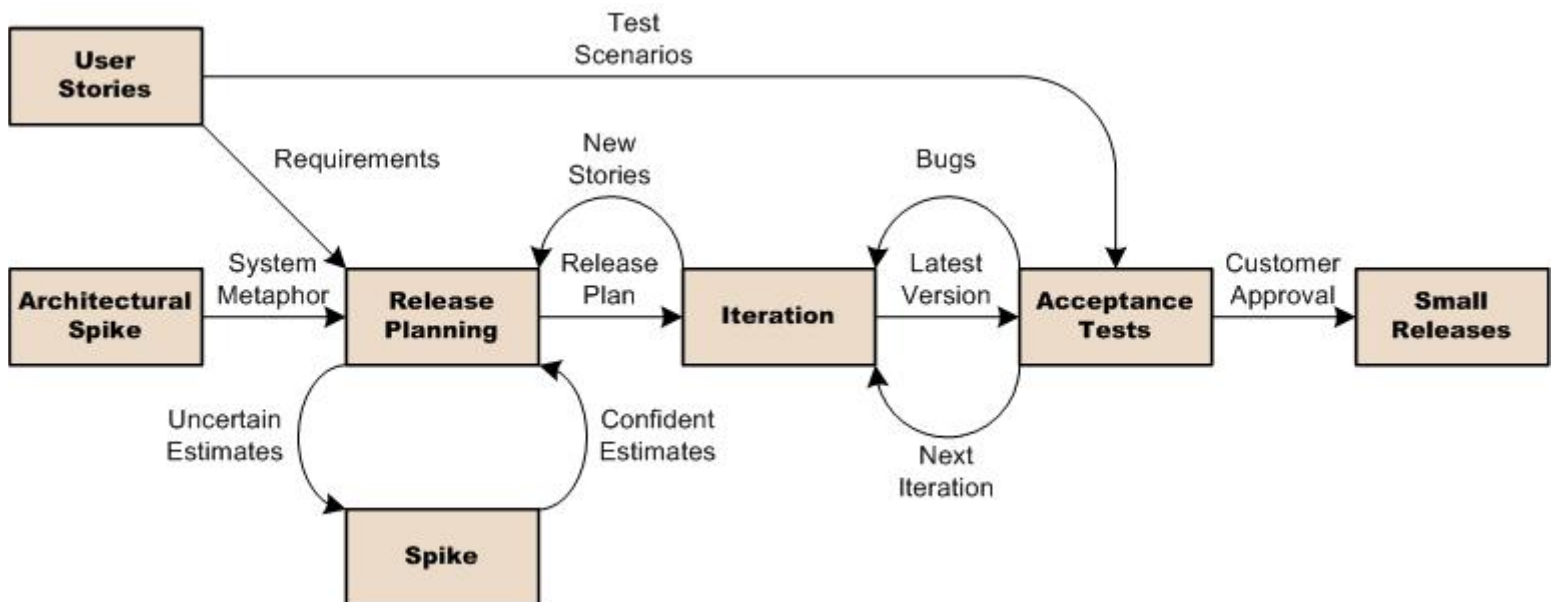 Test
Scenarios
User
Stories
Requirements
New
Stories
Bugs
Architectural
Spike
System
Metaphor
Release
Planning
Release
Plan
Iteration
Latest
Version
Acceptance
Tests
Customer
Approval
Small
Releases
Uncertain
Estimates
Confident
Estimates
Next
Iteration
Spike